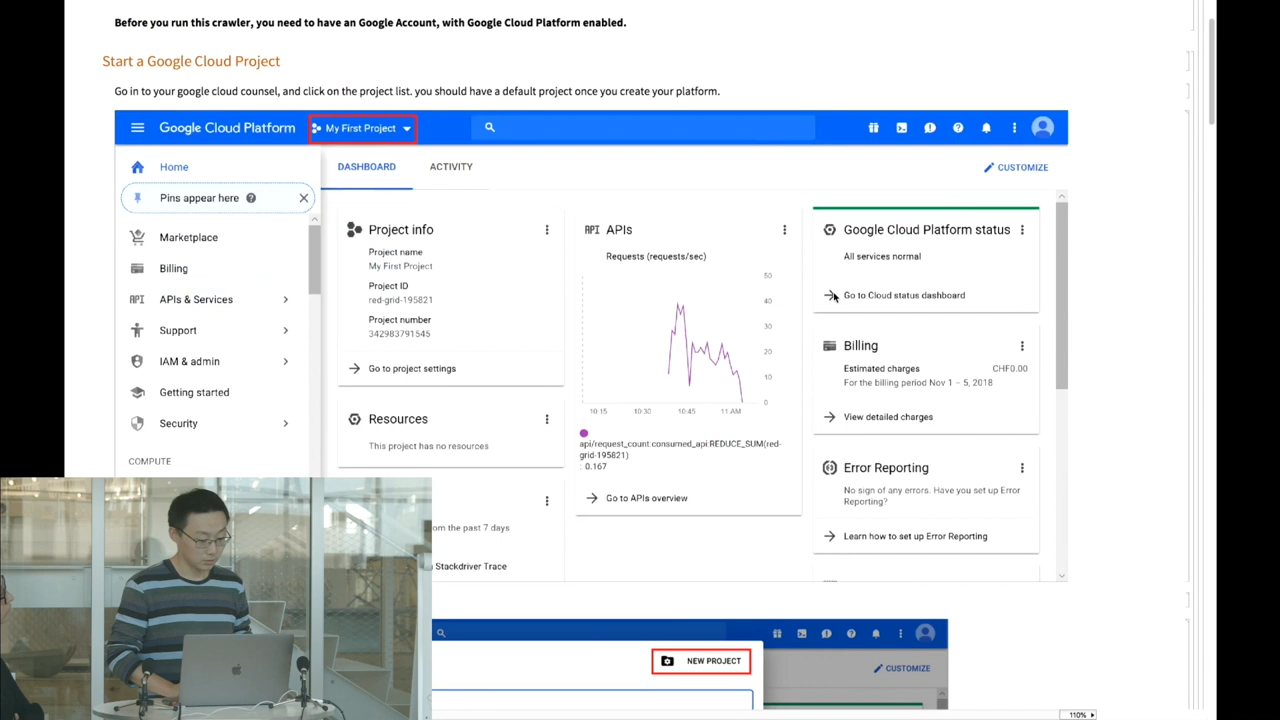 Before you run this crawler, you need to have an Google Account, with Google Cloud Platform enabled.
Start a Google Cloud Project
Go in to your google cloud counsel, and click on the project list. you should have a default project once you create your platform.
Google Cloud Platform
My First Project
Home
DASHBOARD
ACTIVITY
CUSTOMIZE
Pins appear here
Marketplace
Billing
API APIs & Services
Support
IAM & admin
Getting started
Security
COMPUTE
Project info
Project name
My First Project
Project ID
red-grid-195821
Project number
342983791545
Go to project settings
Resources
This project has no resources
om the past 7 days
Stackdriver Trace
API APIs
Requests (requests/sec)
50
40
30
20
10
0
10:15
10:30
10:45
11 AM
api/request_count:consumed_api:REDUCE_SUM(red-
grid-195821)
: 0.167
Go to APIs overview
Google Cloud Platform status
All services normal
Go to Cloud status dashboard
Billing
Estimated charges
CHF0.00
For the billing period Nov 1 – 5, 2018
View detailed charges
Error Reporting
No sign of any errors. Have you set up Error
Reporting?
Learn how to set up Error Reporting
NEW PROJECT
CUSTOMIZE
110%